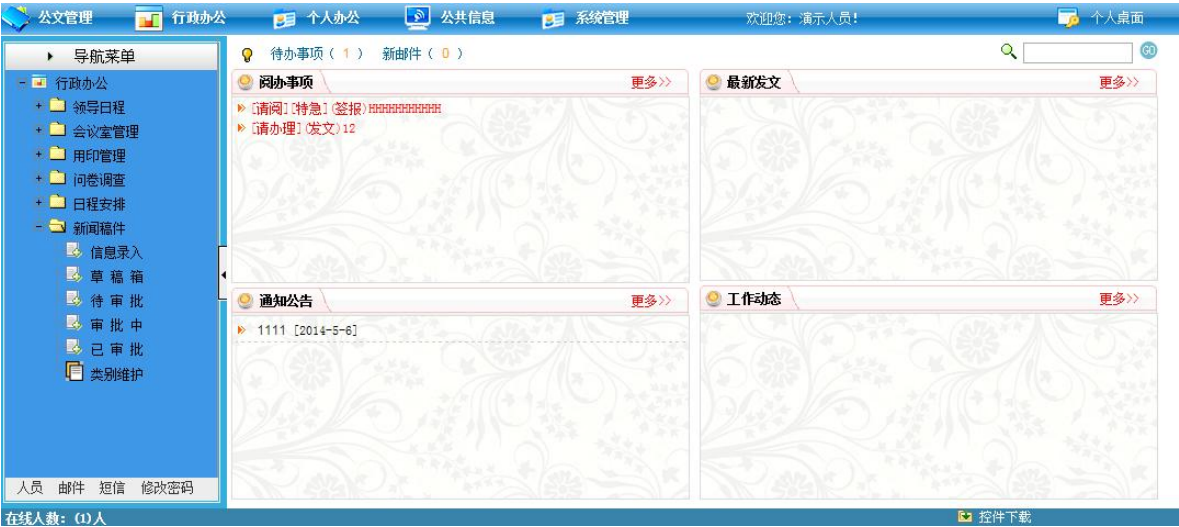 公文管理 行政办公 个人办公 公共信息 系统管理 欢迎您：演示人员！ 个人桌面
导航菜单
行政办公
领导日程
会议室管理
用印管理
问卷调查
日程安排
新闻稿件
信息录入
草 稿 箱
待 审 批
审 批 中
已 审 批
类别维护
人员 邮件 短信 修改密码
待办事项（ 1 ） 新邮件（ 0 ） GO
阅办事项 更多>>
[请阅][特急](签报)HHHHHHHHHHH
[请办理](发文)12
最新发文 更多>>
通知公告 更多>>
1111 [2014-5-6]
工作动态 更多>>
在线人数：(1)人 控件下载